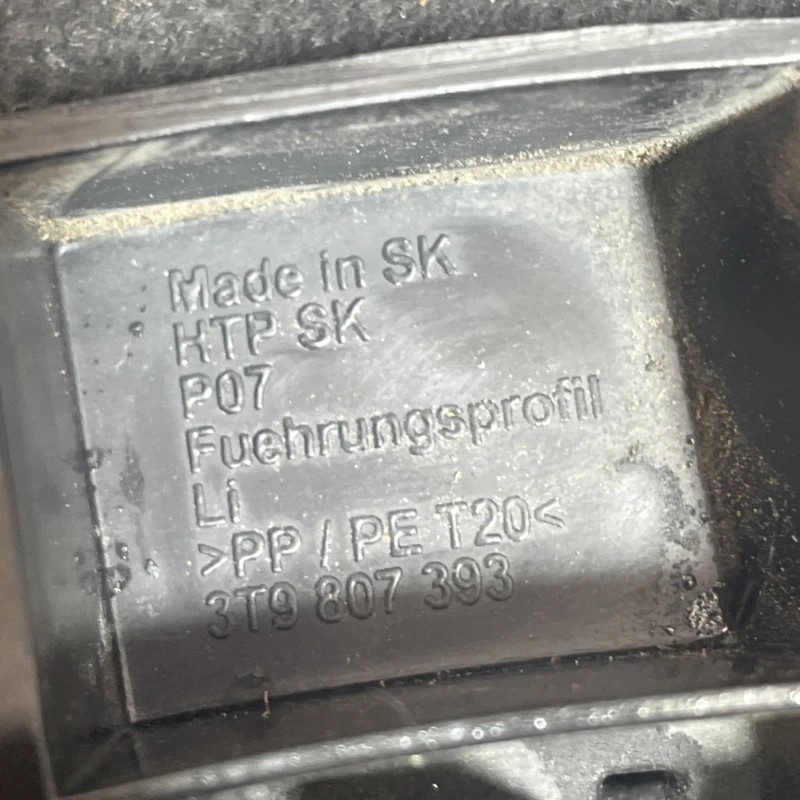 Made in SK
HTP SK
P07
Fuehrungsprofil
Li
>PP / PE T20<
3T9 807 393